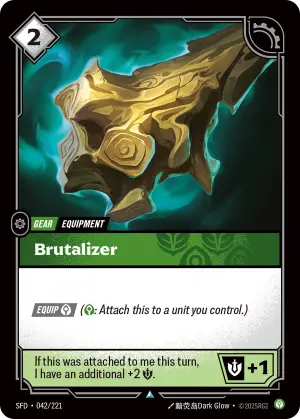 2
GEAR EQUIPMENT
Brutalizer
EQUIP (: Attach this to a unit you control.)
If this was attached to me this turn,
I have an additional +2 .
+1
SFD • 042/221
Dark Glow • ©2025RGI